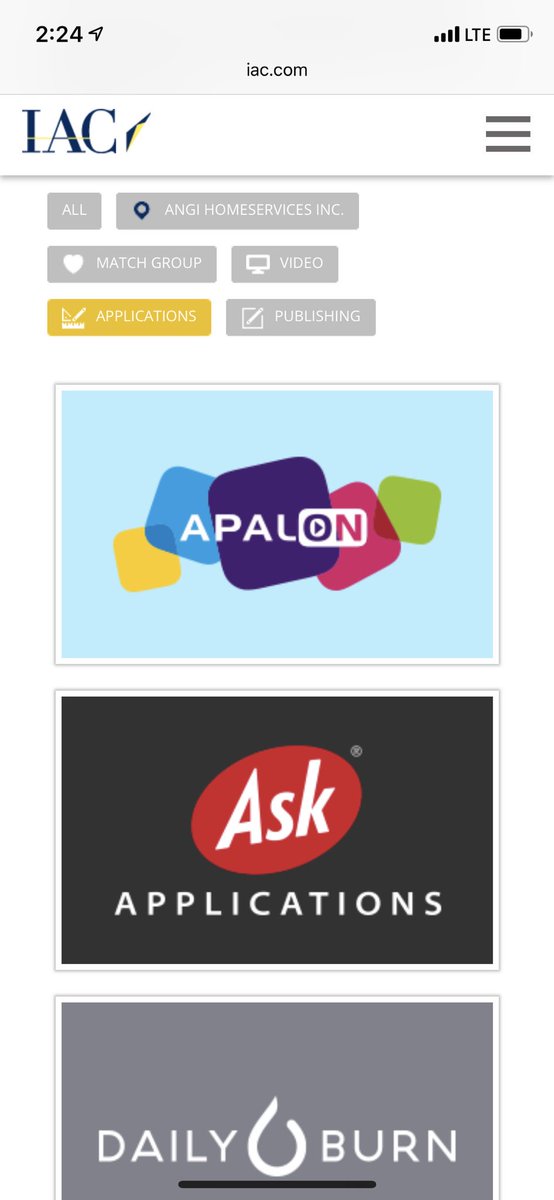 2:24 LTE
iac.com
IAC
ALL ANGI HOMESERVICES INC.
MATCH GROUP VIDEO
APPLICATIONS PUBLISHING
APALON
Ask ®
APPLICATIONS
DAILY BURN